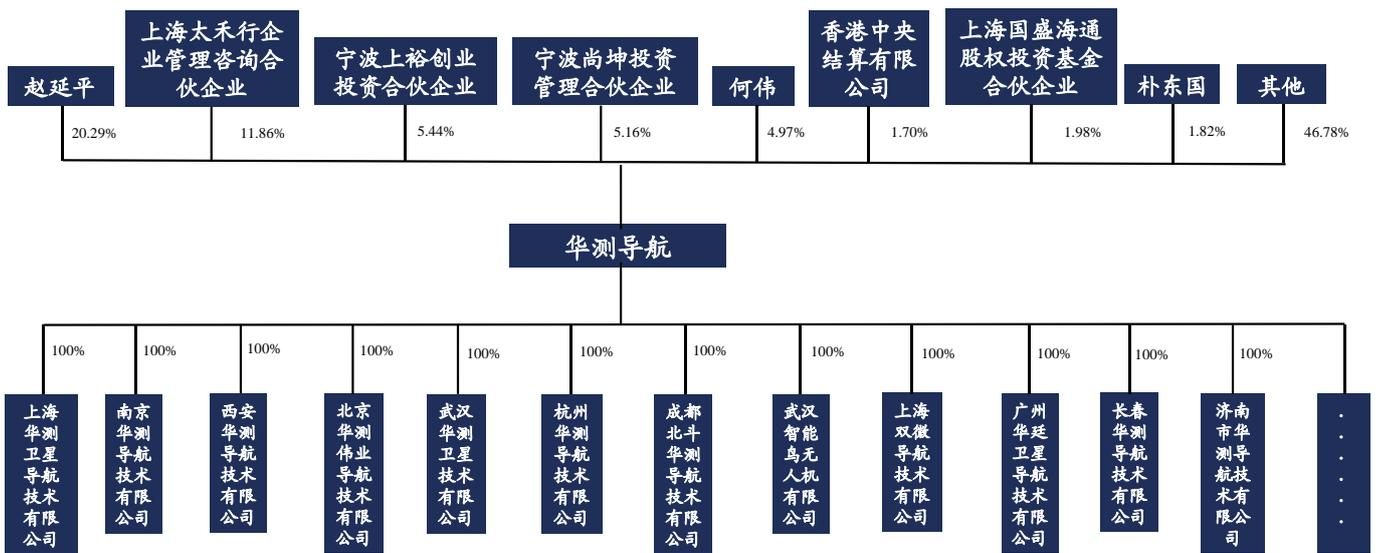 赵延平
上海太禾行企
业管理咨询合
伙企业
宁波上裕创业
投资合伙企业
宁波尚坤投资
管理合伙企业
何伟
香港中央
结算有限
公司
上海国盛海通
股权投资基金
合伙企业
朴东国
其他
20.29%
11.86%
5.44%
5.16%
4.97%
1.70%
1.98%
1.82%
46.78%
华测导航
100%
100%
100%
100%
100%
100%
100%
100%
100%
100%
100%
100%
上海
华测
卫星
导航
技术
有限
公司
南京
华测
导航
技术
有限
公司
西安
华测
导航
技术
有限
公司
北京
华测
伟业
导航
技术
有限
公司
武汉
华测
卫星
技术
有限
公司
杭州
华测
导航
技术
有限
公司
成都
北斗
华测
导航
技术
有限
公司
武汉
智能
鸟无
人机
有限
公司
上海
双微
导航
技术
有限
公司
广州
华廷
卫星
导航
技术
有限
公司
长春
华测
导航
技术
有限
公司
济南
市华
测导
航技
术有
限公
司
.
.
.
.
.
.